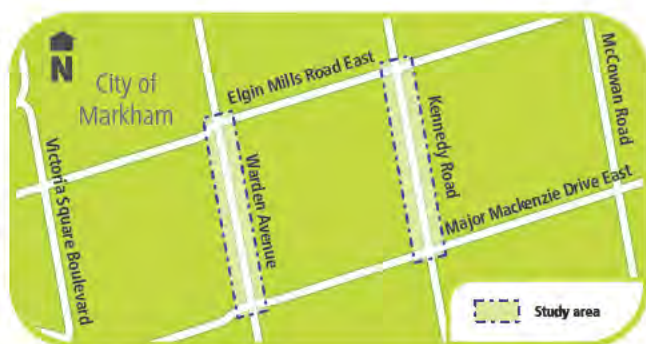 N
City of
Markham
Elgin Mills Road East
McCowan Road
Kennedy Road
Warden Avenue
Victoria Square Boulevard
Major Mackenzie Drive East
Study area